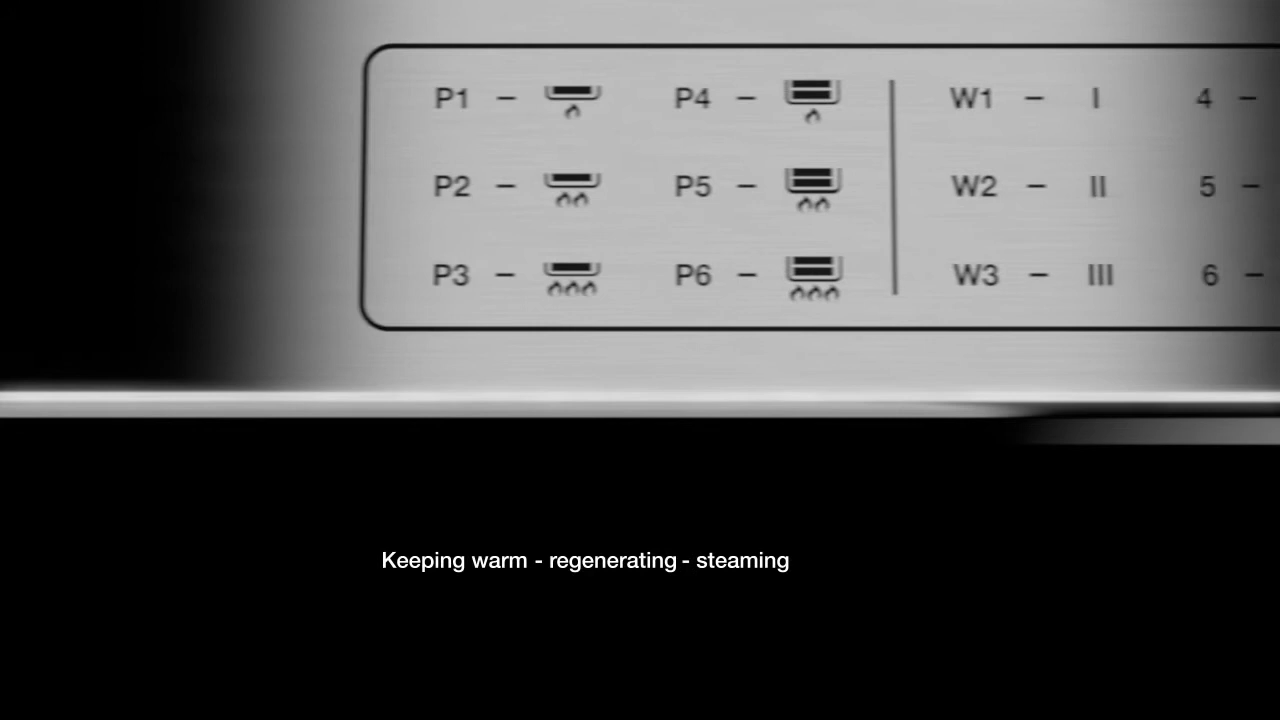 P1 – P4 – W1 – I 4 –
P2 – P5 – W2 – II 5 –
P3 – P6 – W3 – III 6 –
Keeping warm - regenerating - steaming